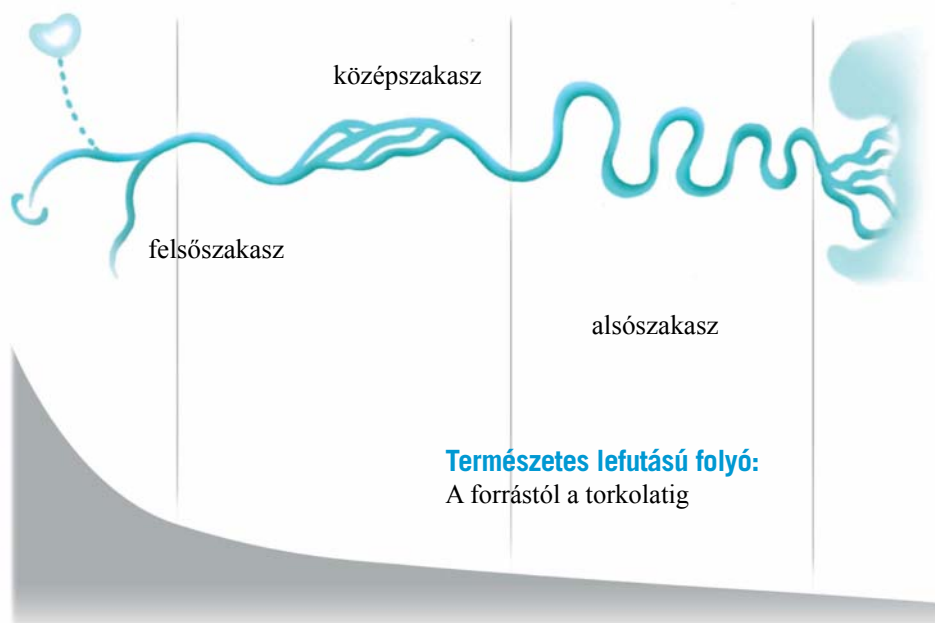 középszakasz
felsőszakasz
alsószakasz
Természetes lefutású folyó:
A forrástól a torkolatig